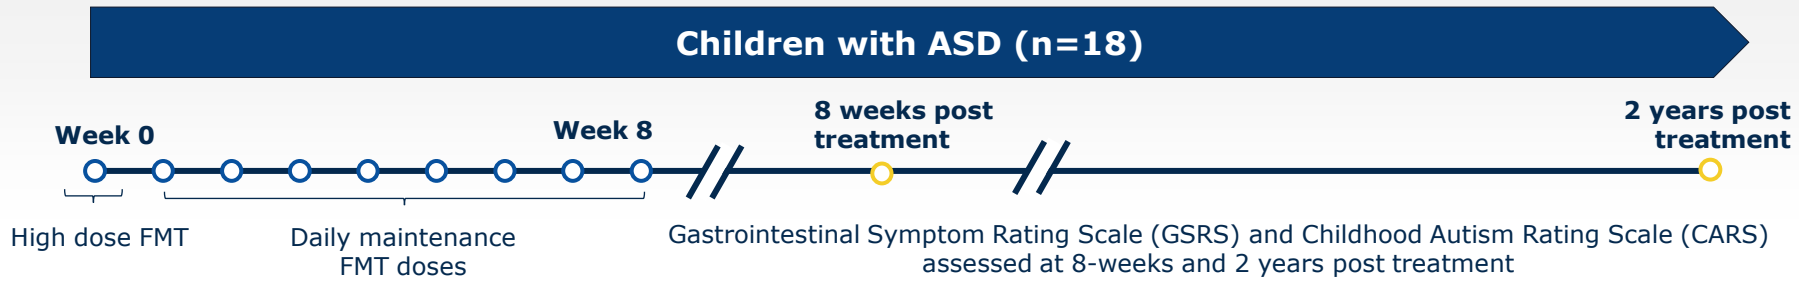 Children with ASD (n=18)
Week 0
Week 8
8 weeks post
treatment
2 years post
treatment
High dose FMT
Daily maintenance
FMT doses
Gastrointestinal Symptom Rating Scale (GSRS) and Childhood Autism Rating Scale (CARS)
assessed at 8-weeks and 2 years post treatment